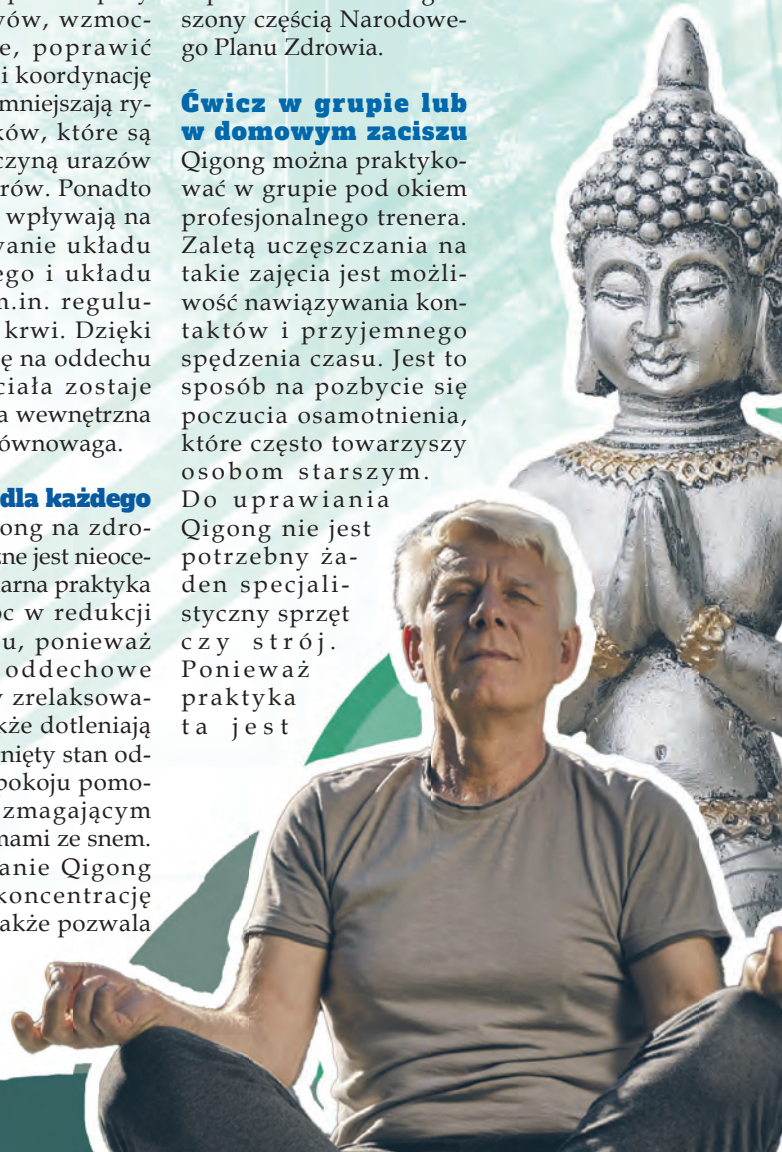 wów, wzmoc-
e, poprawić
i koordynację
mniejszają ry-
ków, które są
czyną urazów
rów. Ponadto
wpływają na
wanie układu
ego i układu
m.in. regulu-
krwi. Dzięki
ę na oddechu
ciała zostaje
a wewnętrzna
równowaga.
dla każdego
ong na zdro-
zne jest nieoce-
arna praktyka
oc w redukcji
u, ponieważ
oddechowe
y zrelaksowa-
kże dotleniają
nięty stan od-
pokoju pomo-
zmagającym
mami ze snem.
anie Qigong
koncentrację
także pozwala
szony częścią Narodowe-
go Planu Zdrowia.
Ćwicz w grupie lub
w domowym zaciszu
Qigong można praktyko-
wać w grupie pod okiem
profesjonalnego trenera.
Zaletą uczęszczania na
takie zajęcia jest możli-
wość nawiązywania kon-
taktów i przyjemnego
spędzenia czasu. Jest to
sposób na pozbycie się
poczucia osamotnienia,
które często towarzyszy
osobom starszym.
Do uprawiania
Qigong nie jest
potrzebny ża-
den specjali-
styczny sprzęt
czy strój.
Ponieważ
praktyka
ta jest